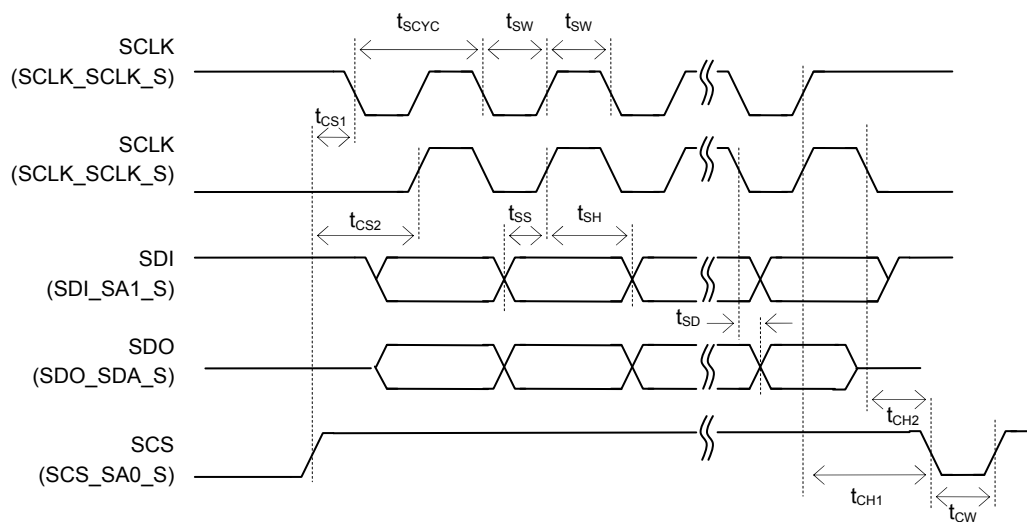 tSCYC
tSW
tSW
SCLK
(SCLK_SCLK_S)
tCS1
SCLK
(SCLK_SCLK_S)
tCS2
tSS
tSH
SDI
(SDI_SA1_S)
tSD
SDO
(SDO_SDA_S)
tCH2
SCS
(SCS_SA0_S)
tCH1
tCW